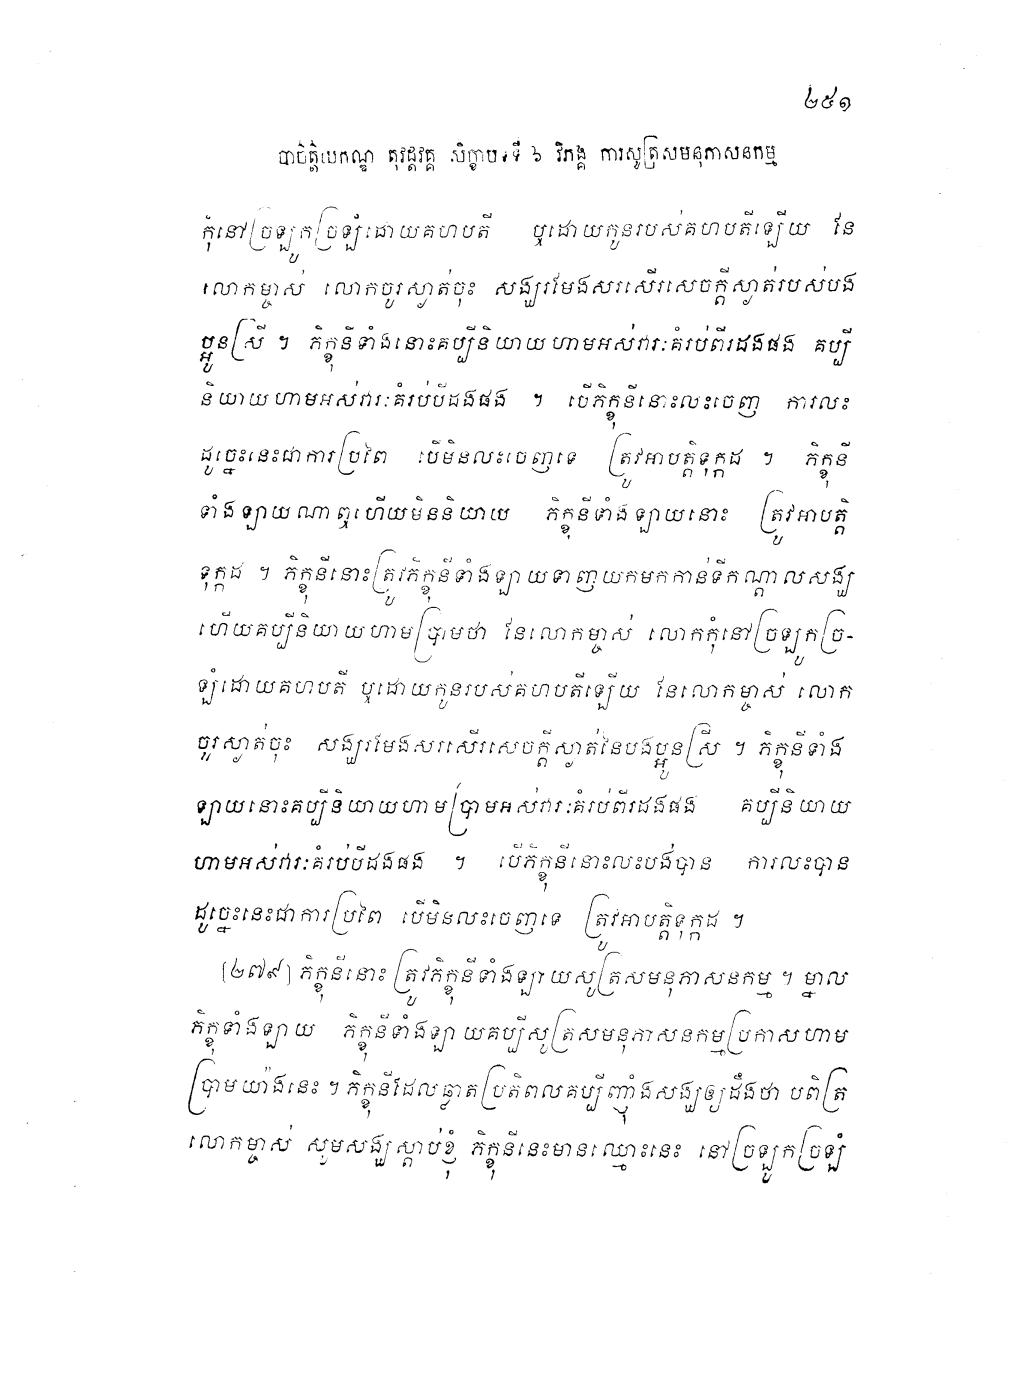 ២៥១
បាចិត្តិយកណ្ឌ តុវដ្តវគ្គ សិក្ខាបទទី ៦ វិភង្គ ការសូត្រសមនុភាសនកម្ម
កុំនៅច្រឡូកច្រឡំដោយគហបតី ឬដោយកូនរបស់គហបតីឡើយ នែ
លោកម្ចាស់ លោកចូរស្ងាត់ចុះ សង្ឃរមែងសរសើរសេចក្តីស្ងាត់របស់បង
ប្អូនស្រី ។ ភិក្ខុនីទាំងនោះគប្បីនិយាយហាមអស់វារៈគំរប់ពីរដងផង គប្បី
និយាយហាមអស់វារៈគំរប់បីដងផង ។ បើភិក្ខុនីនោះលះចេញ ការលះ
ដូច្នេះនេះជាការប្រពៃ បើមិនលះចេញទេ ត្រូវអាបត្តិទុក្កដ ។ ភិក្ខុនី
ទាំងឡាយណាឮហើយមិននិយាយ ភិក្ខុនីទាំងឡាយនោះ ត្រូវអាបត្តិ
ទុក្កដ ។ ភិក្ខុនីនោះត្រូវភិក្ខុនីទាំងឡាយទាញយកមកកាន់ទីកណ្តាលសង្ឃ
ហើយគប្បីនិយាយហាមប្រាមថា នែលោកម្ចាស់ លោកកុំនៅច្រឡូកច្រ-
ឡំដោយគហបតី ឬដោយកូនរបស់គហបតីឡើយ នែលោកម្ចាស់ លោក
ចូរស្ងាត់ចុះ សង្ឃរមែងសរសើរសេចក្តីស្ងាត់នៃបងប្អូនស្រី ។ ភិក្ខុនីទាំង
ឡាយនោះគប្បីនិយាយហាមប្រាមអស់វារៈគំរប់ពីរដងផង គប្បីនិយាយ
ហាមអស់វារៈគំរប់បីដងផង ។ បើភិក្ខុនីនោះលះបង់បាន ការលះបាន
ដូច្នេះនេះជាការប្រពៃ បើមិនលះចេញទេ ត្រូវអាបត្តិទុក្កដ ។
[២៧៩] ភិក្ខុនីនោះ ត្រូវភិក្ខុនីទាំងឡាយសូត្រសមនុភាសនកម្ម ។ ម្នាល
ភិក្ខុទាំងឡាយ ភិក្ខុនីទាំងឡាយគប្បីសូត្រសមនុភាសនកម្មប្រកាសហាម
ប្រាមយ៉ាងនេះ ។ ភិក្ខុនីដែលឆ្លាតប្រតិពលគប្បីញ៉ាំងសង្ឃឲ្យដឹងថា បពិត្រ
លោកម្ចាស់ សូមសង្ឃស្តាប់ខ្ញុំ ភិក្ខុនីនេះមានឈ្មោះនេះ នៅច្រឡូកច្រឡំ